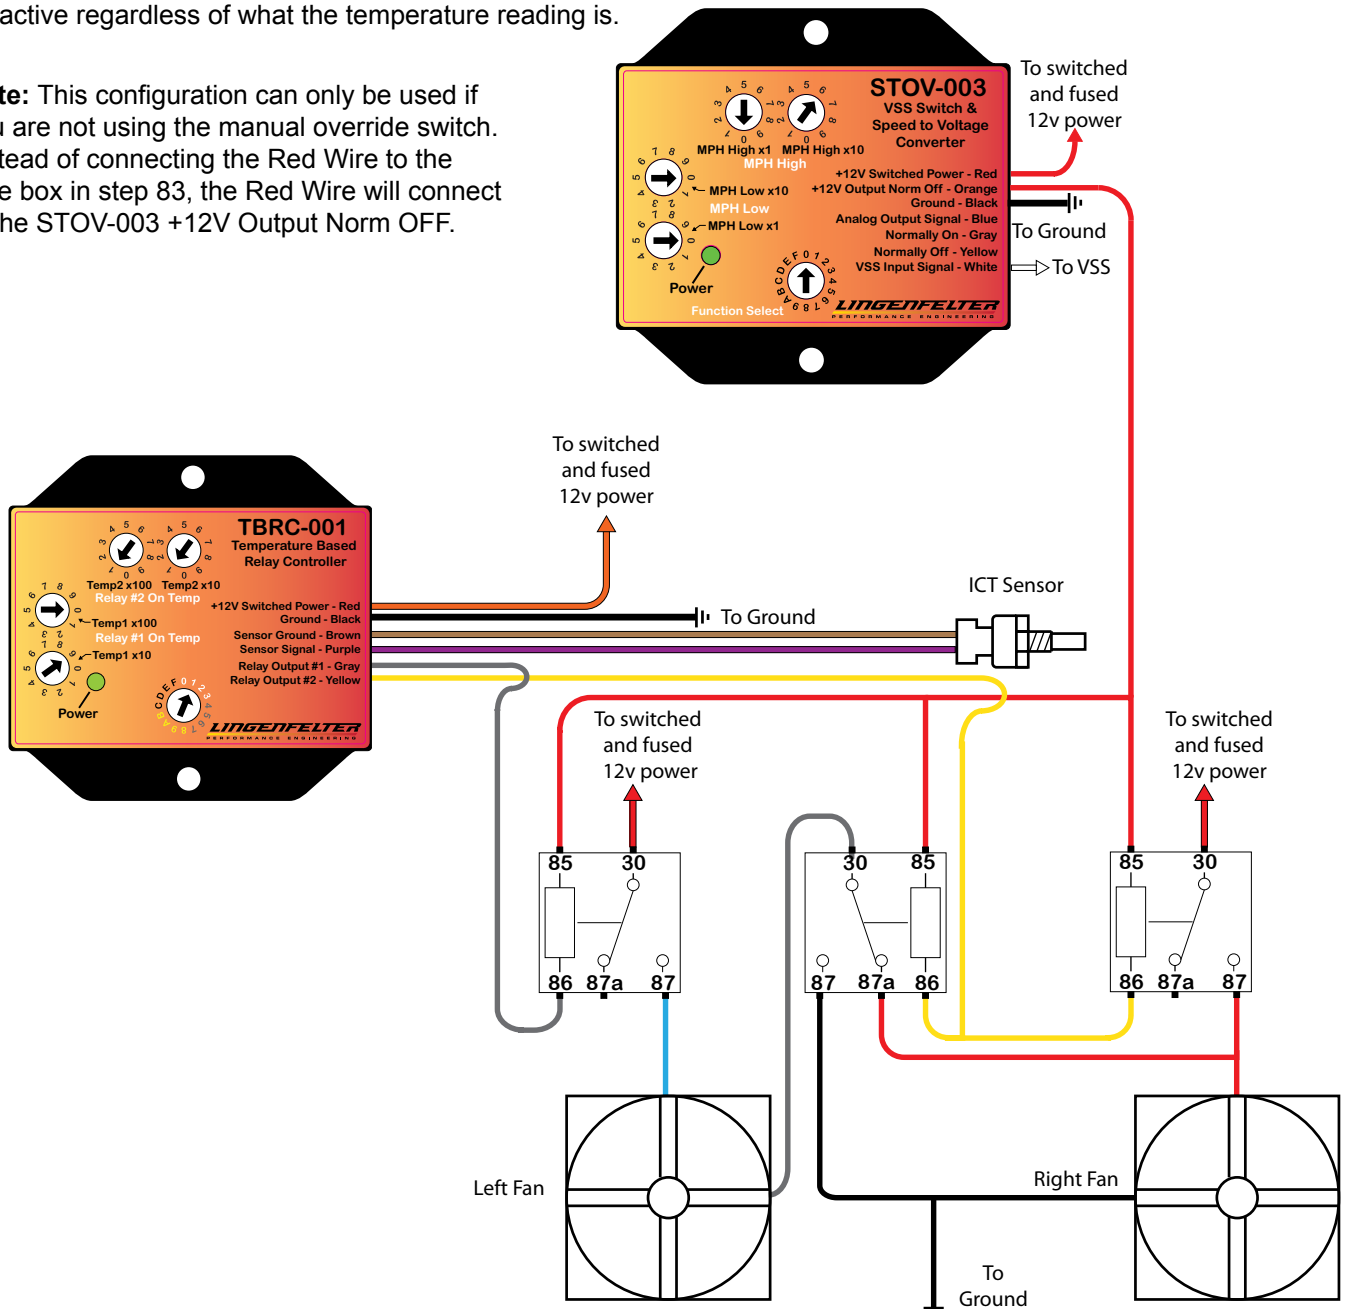 active regardless of what the temperature reading is.
te: This configuration can only be used if
u are not using the manual override switch.
stead of connecting the Red Wire to the
e box in step 83, the Red Wire will connect
the STOV-003 +12V Output Norm OFF.
STOV-003
VSS Switch &
Speed to Voltage
Converter
MPH High x1 MPH High x10
MPH High
MPH Low x10
MPH Low
MPH Low x1
Power
Function Select
+12V Switched Power - Red
+12V Output Norm Off - Orange
Ground - Black
Analog Output Signal - Blue
Normally On - Gray
Normally Off - Yellow
VSS Input Signal - White
LINGENFELTER
PERFORMANCE ENGINEERING
To switched
and fused
12v power
To Ground
To VSS
To switched
and fused
12v power
TBRC-001
Temperature Based
Relay Controller
Temp2 x100 Temp2 x10
Relay #2 On Temp
Temp1 x100
Relay #1 On Temp
Temp1 x10
Power
+12V Switched Power - Red
Ground - Black
Sensor Ground - Brown
Sensor Signal - Purple
Relay Output #1 - Gray
Relay Output #2 - Yellow
LINGENFELTER
PERFORMANCE ENGINEERING
To Ground
ICT Sensor
To switched
and fused
12v power
To switched
and fused
12v power
85 30
86 87a 87
30 85
87 87a 86
85 30
86 87a 87
Left Fan
Right Fan
To
Ground